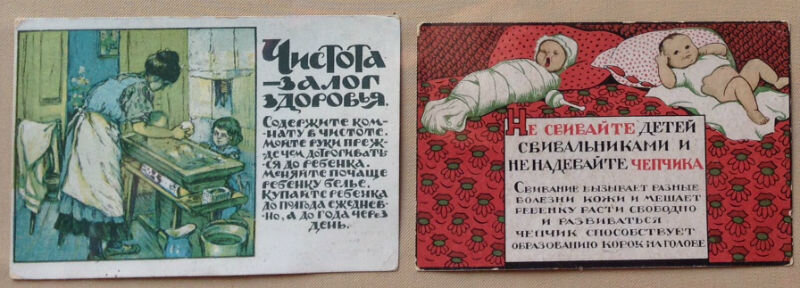 Чистота
-залог
здоровья.
Содержите ком-
нату в чистоте.
Мойте руки преж-
де чем дотрогивать-
ся до ребенка.
Меняйте почаще
ребенку белье.
Купайте ребенка
до пригода ежеднев-
но, а до года через
день.
Не свивайте детей
свивальниками и
не надевайте чепчика
Свивание вызывает разные
болезни кожи и мешает
ребенку расти свободно
и развиваться
Чепчик способствует
образованию корок на голове